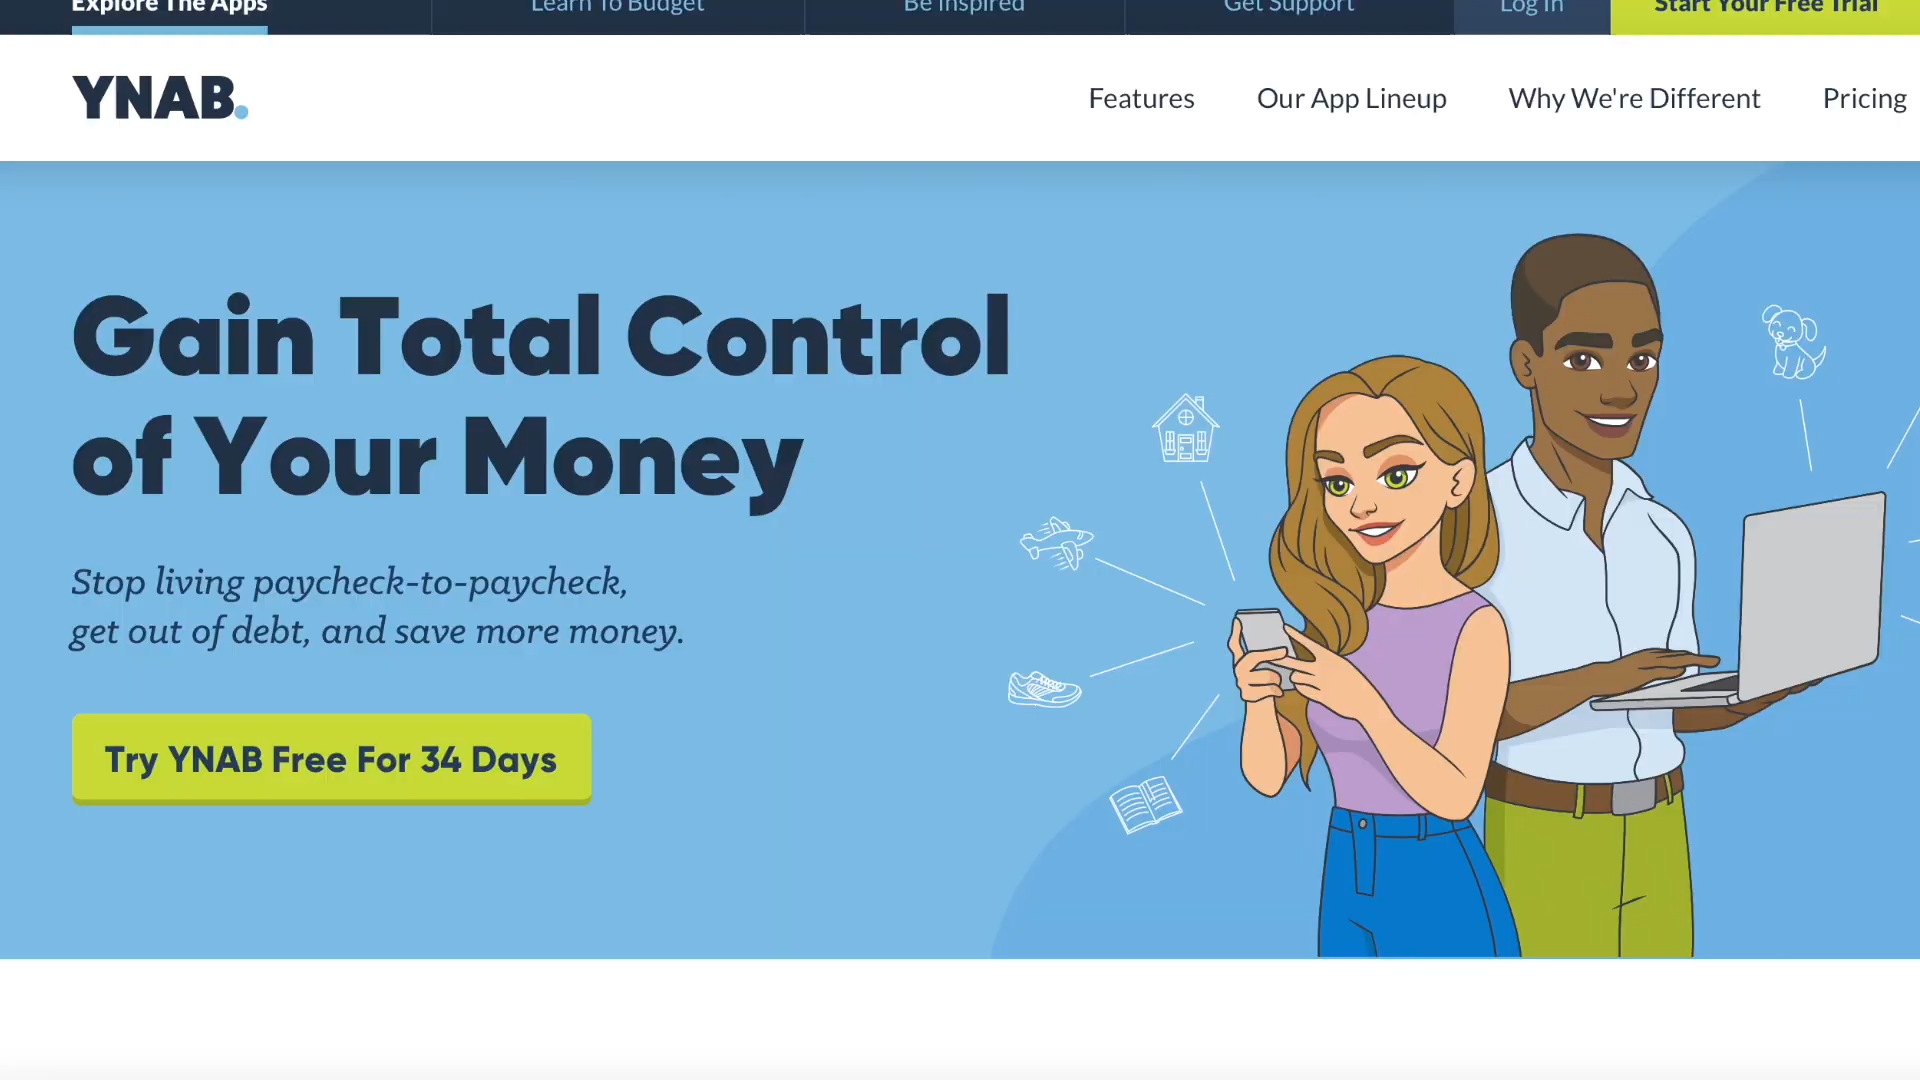 Explore The Apps
Learn To Budget
Be Inspired
Get Support
Log In
Start Your Free Trial
YNAB.
Features
Our App Lineup
Why We're Different
Pricing
Gain Total Control
of Your Money
Stop living paycheck-to-paycheck,
get out of debt, and save more money.
Try YNAB Free For 34 Days